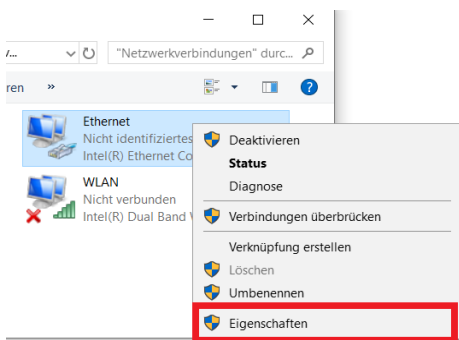 "Netzwerkverbindungen" durc...
ren »
Ethernet
Nicht identifiziertes
Intel(R) Ethernet Co
WLAN
Nicht verbunden
Intel(R) Dual Band
Deaktivieren
Status
Diagnose
Verbindungen überbrücken
Verknüpfung erstellen
Löschen
Umbenennen
Eigenschaften